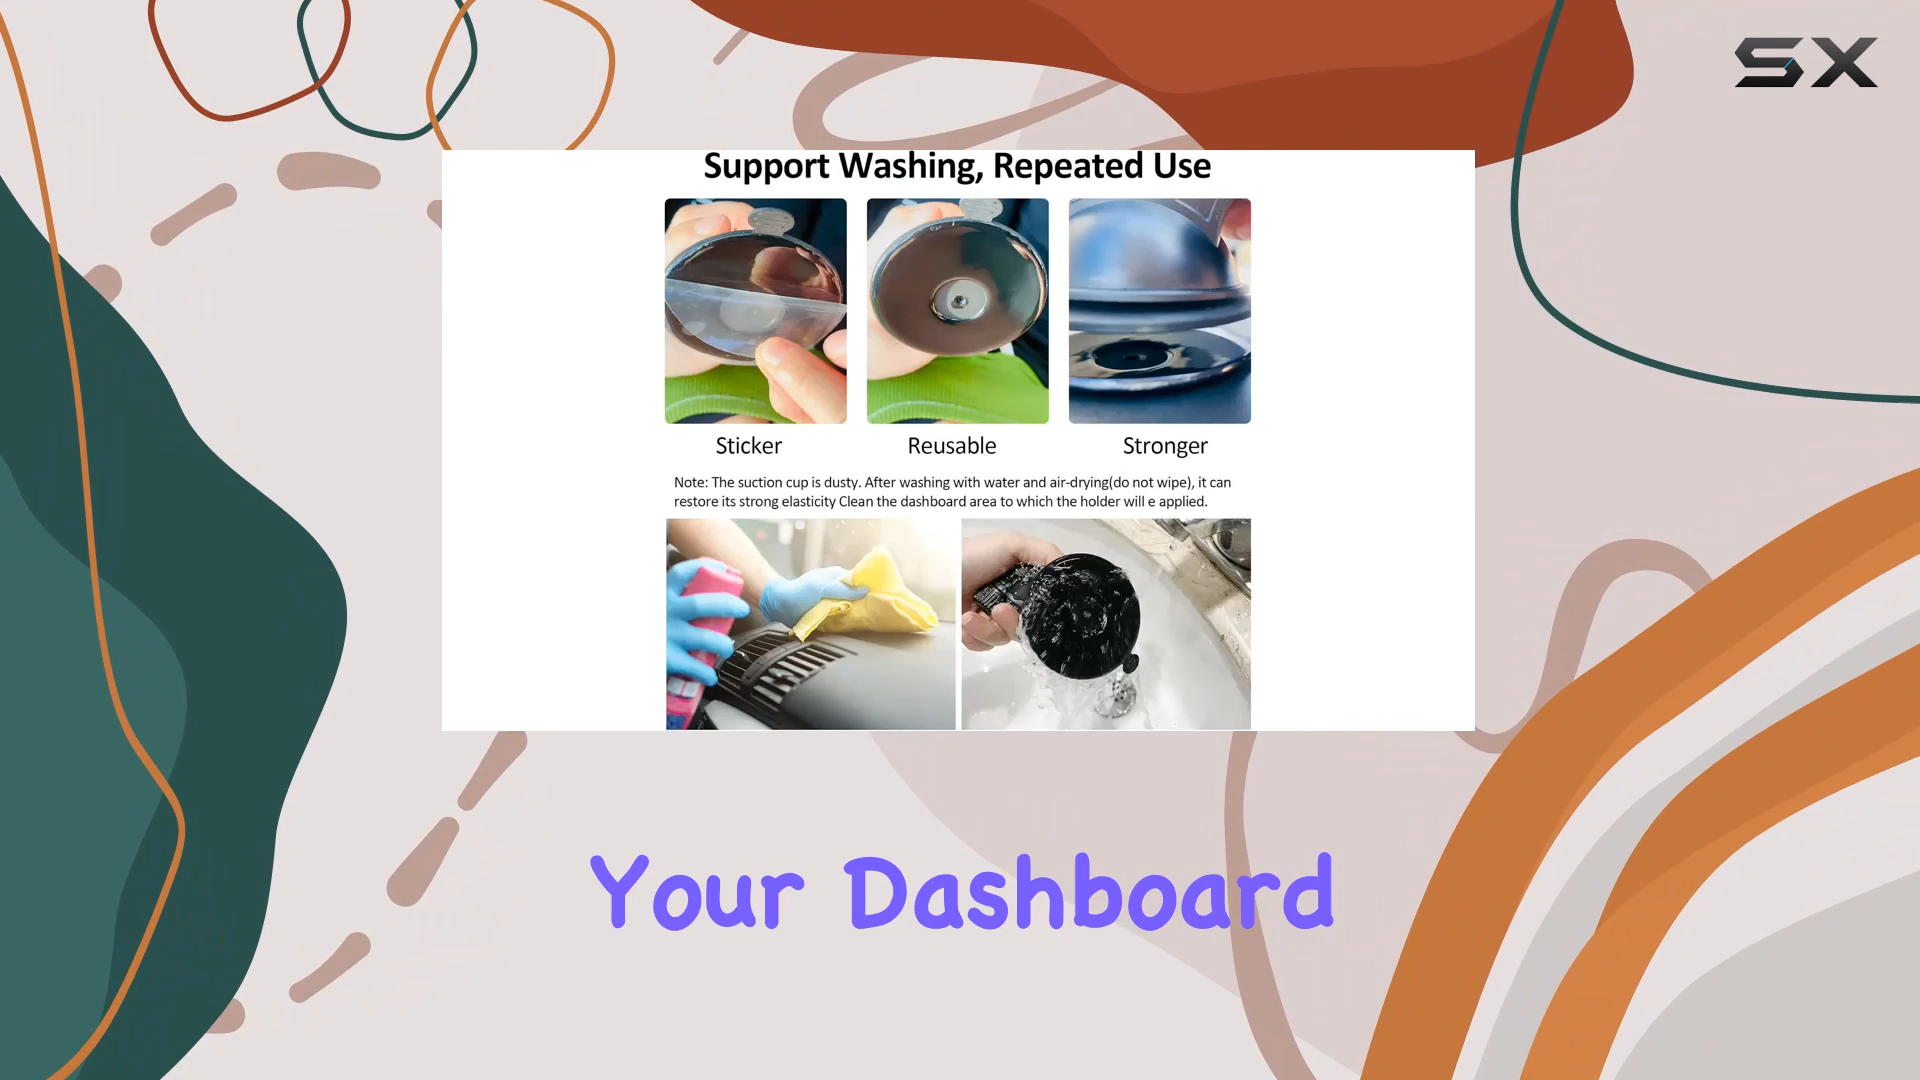 SX
Support Washing, Repeated Use
Sticker
Reusable
Stronger
Note: The suction cup is dusty. After washing with water and air-drying(do not wipe), it can
restore its strong elasticity Clean the dashboard area to which the holder will e applied.
Your Dashboard